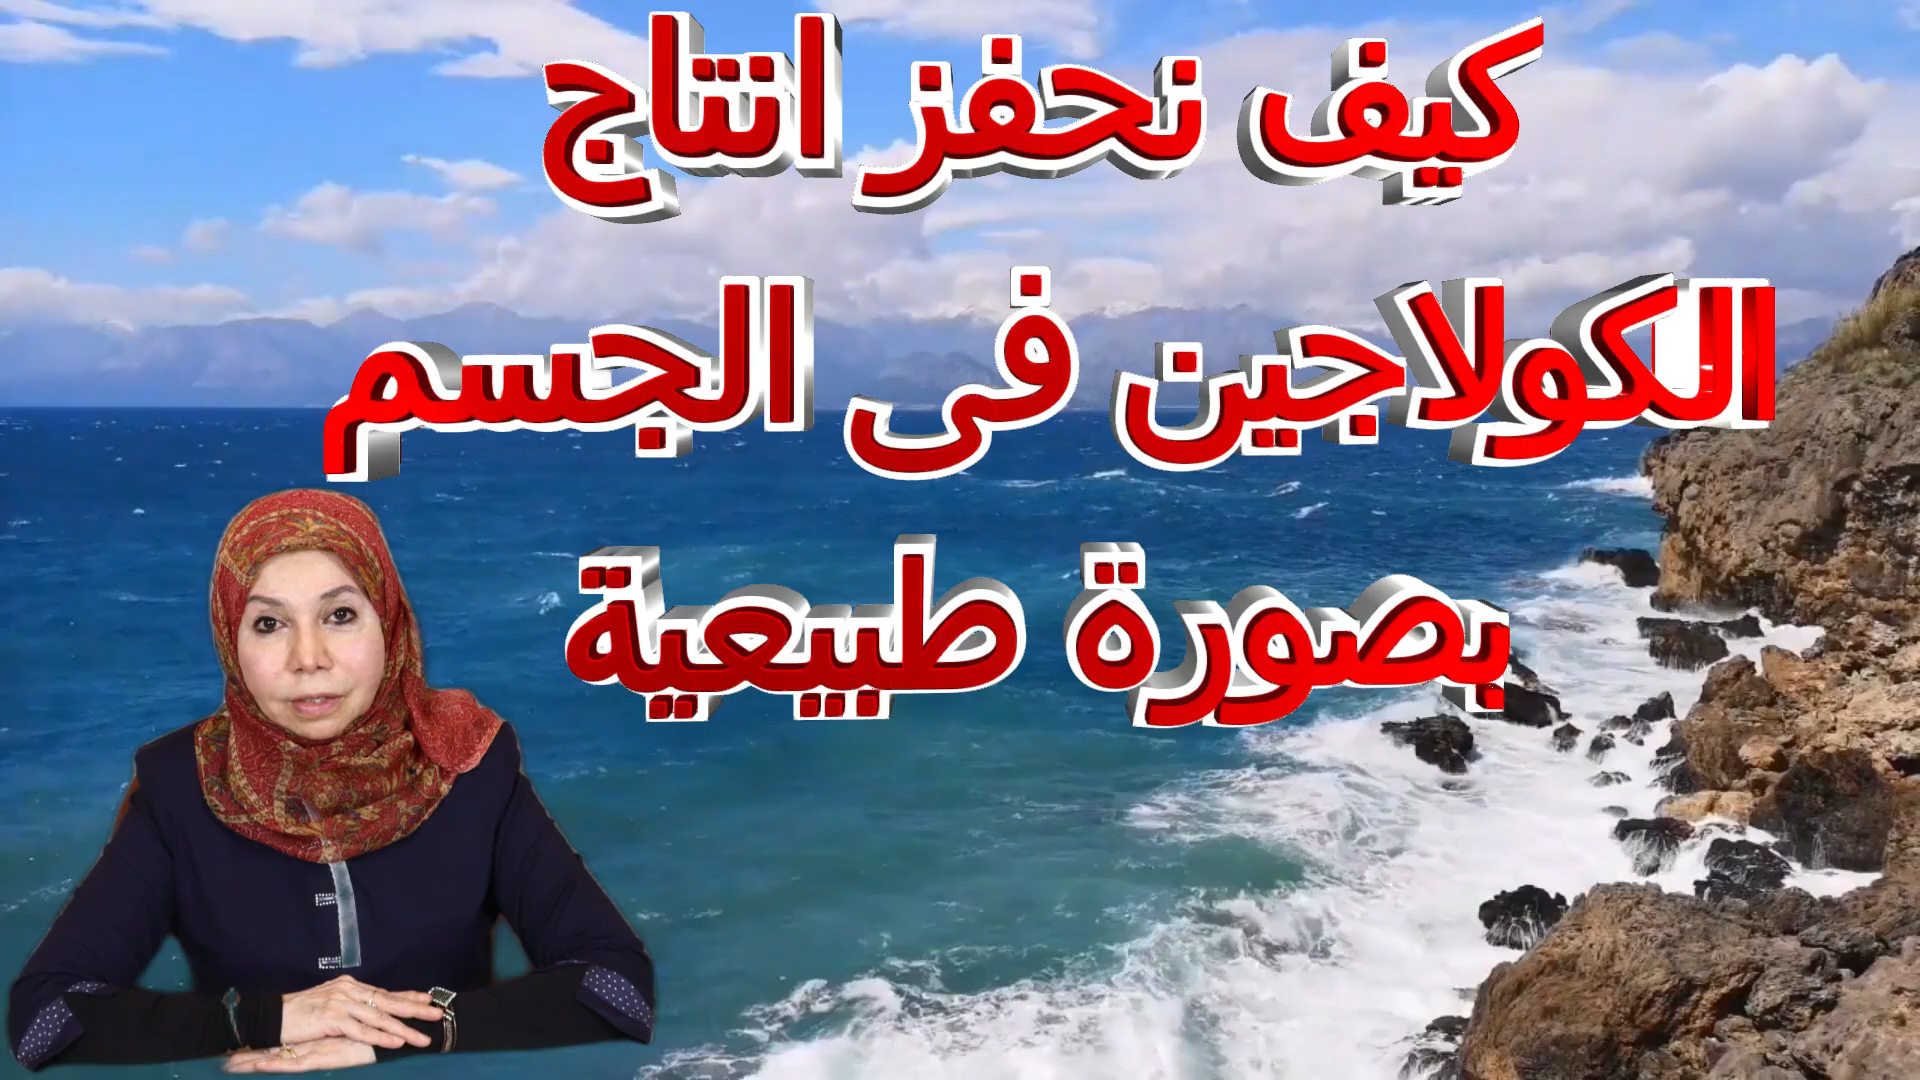 كيف نحفز انتاج
الكولاجين فى الجسم
بصورة طبيعية